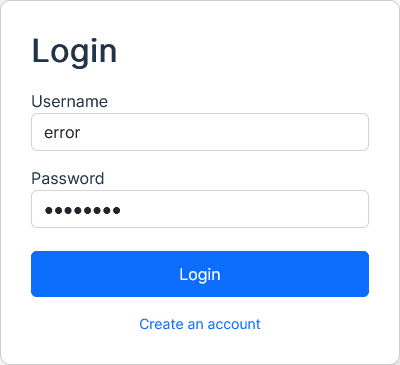 Login
Username
error
Password
●●●●●●●●
Login
Create an account